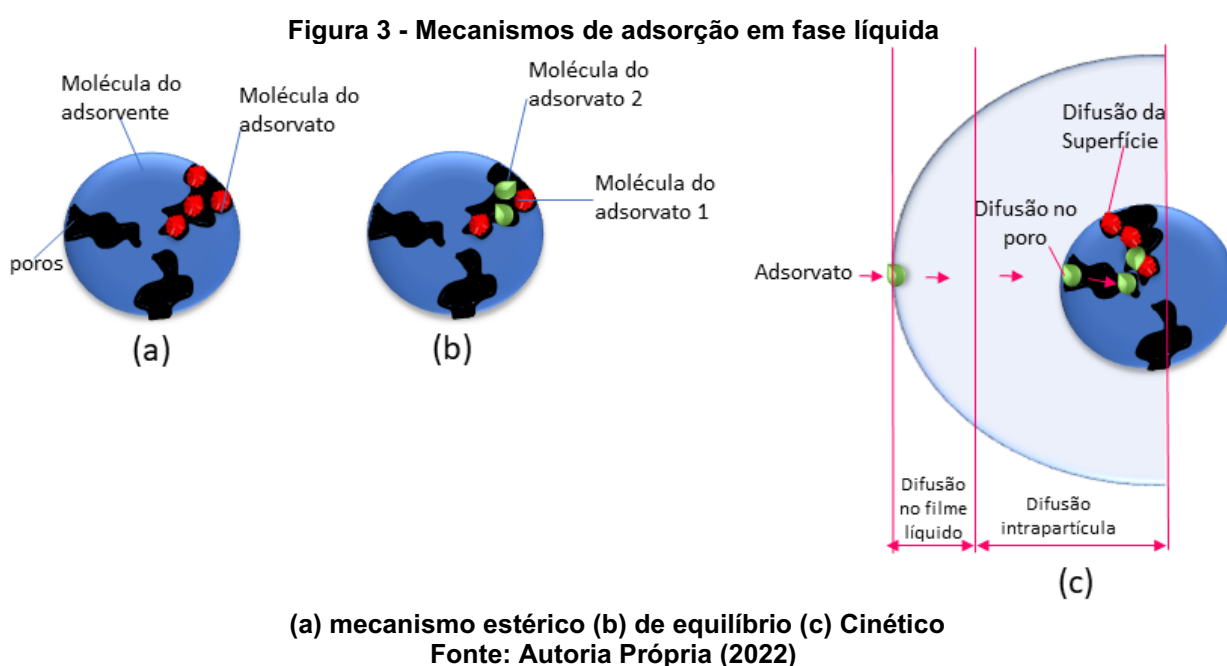 Figura 3 - Mecanismos de adsorção em fase líquida
Molécula do
adsorvente
Molécula do
adsorvato
poros
(a)
Molécula do
adsorvato 2
Molécula do
adsorvato 1
(b)
Difusão da
Superfície
Difusão no
poro
Adsorvato
Difusão
no filme
líquido
Difusão
intrapartícula
(c)
(a) mecanismo estérico (b) de equilíbrio (c) Cinético
Fonte: Autoria Própria (2022)